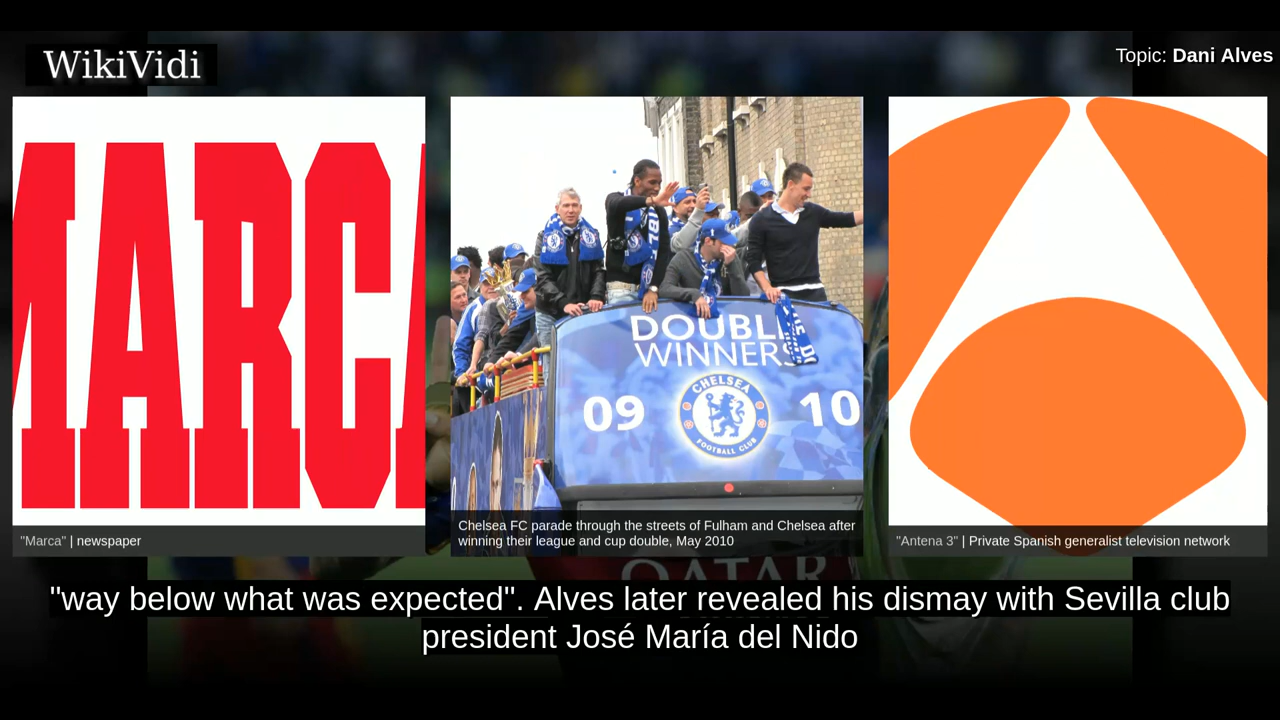 WikiVidi
Topic: Dani Alves
MARCA
DOUBLE
WINNERS
CHELSEA
09
10
FOOTBALL CLUB
"Marca" | newspaper
Chelsea FC parade through the streets of Fulham and Chelsea after
winning their league and cup double, May 2010
"Antena 3" | Private Spanish generalist television network
QATAR
"way below what was expected". Alves later revealed his dismay with Sevilla club
president José María del Nido